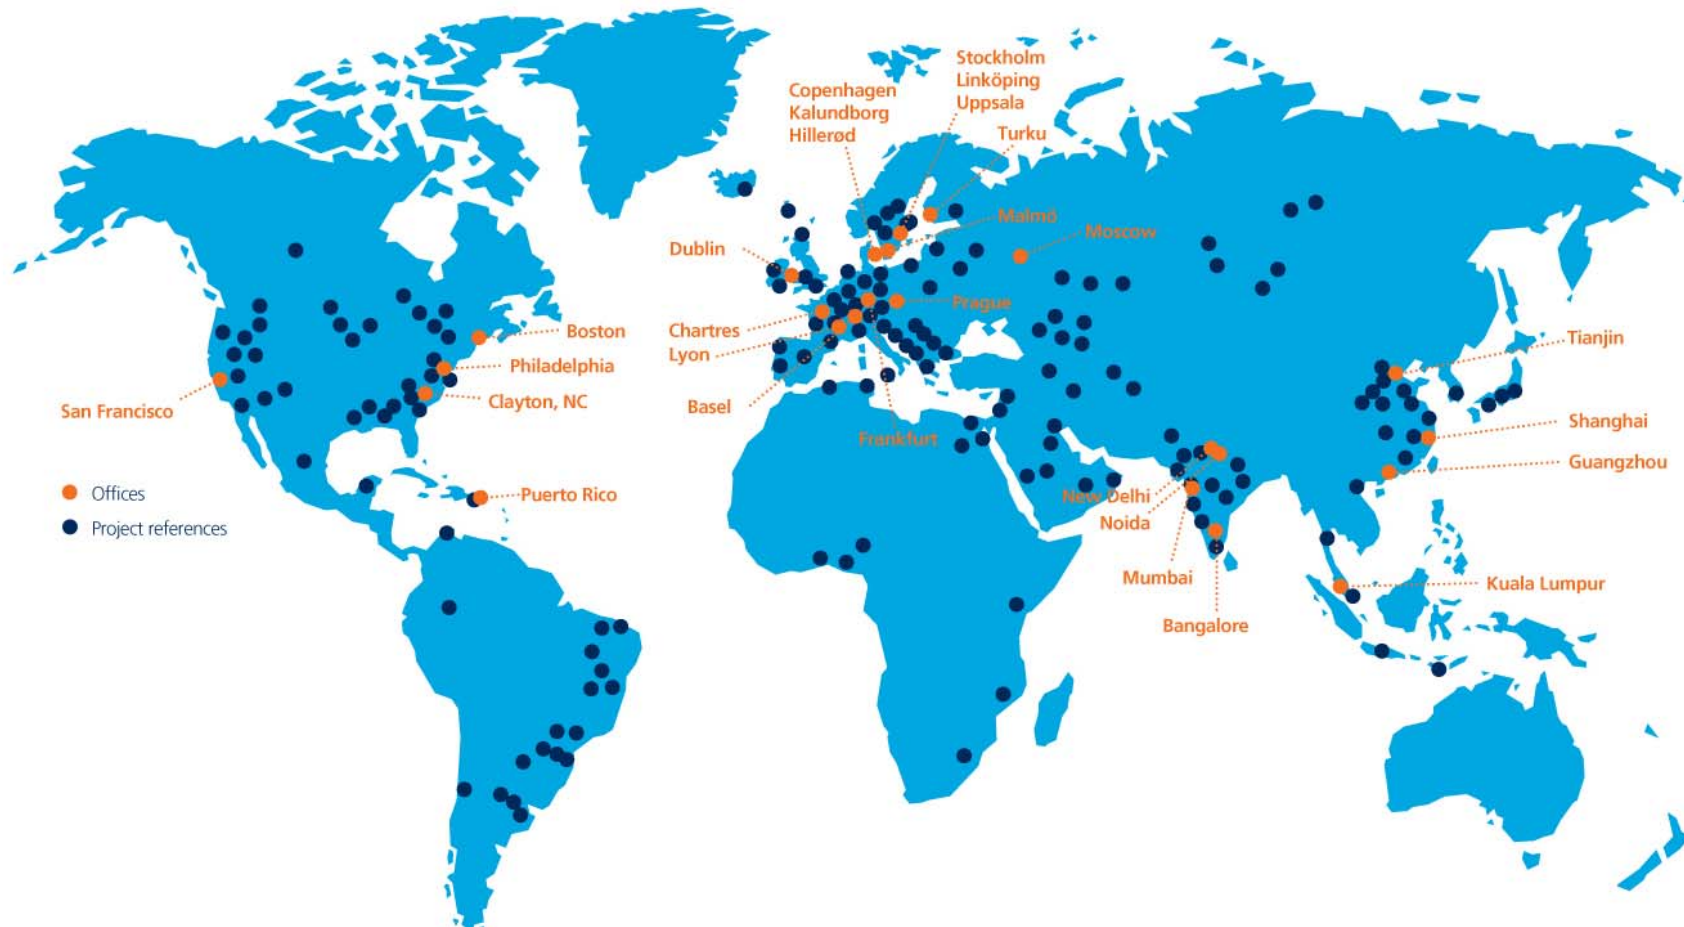 Stockholm
Linköping
Uppsala
Copenhagen
Kalundborg
Hillerød
Turku
Malmö
Moscow
Dublin
Prague
Chartres
Lyon
Basel
Frankfurt
Boston
Philadelphia
Clayton, NC
San Francisco
Puerto Rico
Offices
Project references
Tianjin
Shanghai
Guangzhou
New Delhi
Noida
Mumbai
Bangalore
Kuala Lumpur